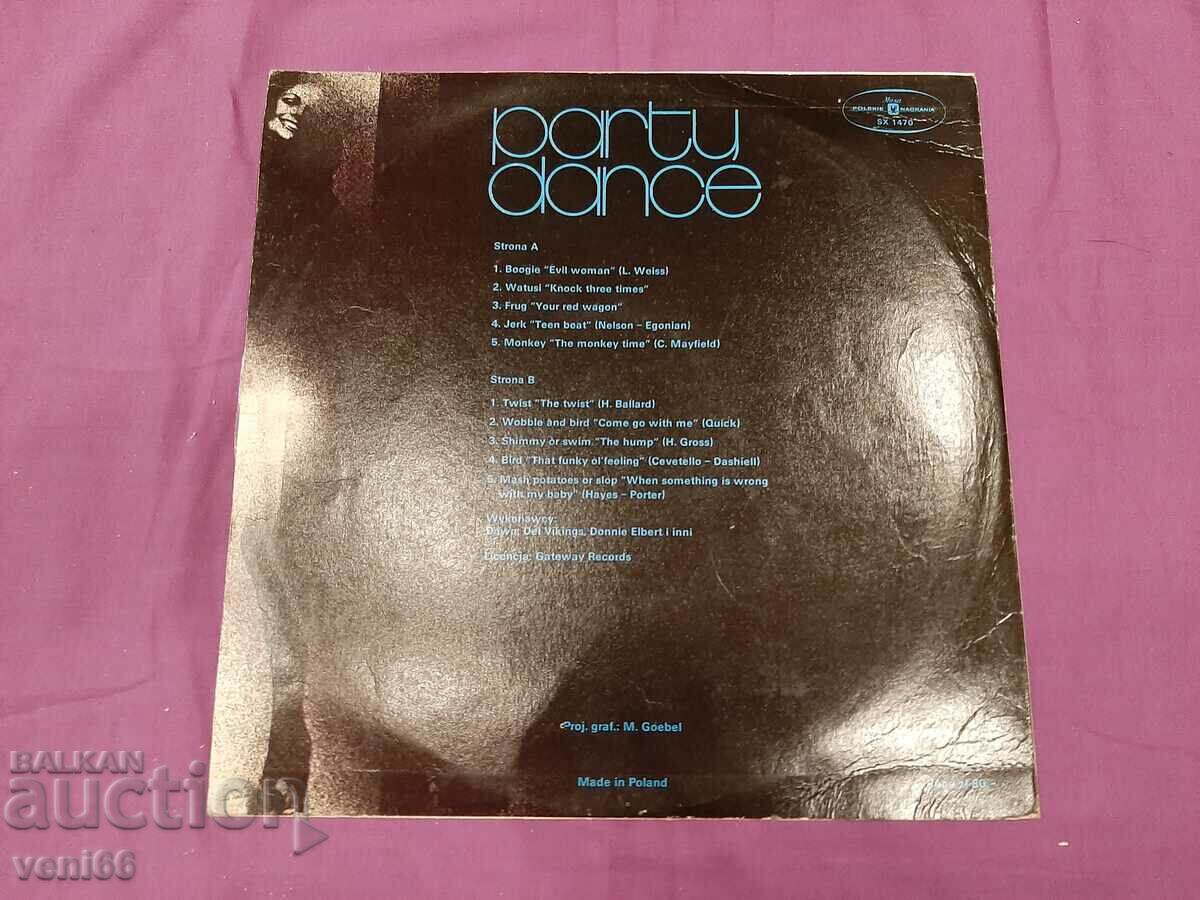 party
dance
Muza
POLSKIE NAGRANIA
SX 1470
Strona A
1. Boogie "Evil woman" (L. Weiss)
2. Watusi "Knock three times"
3. Frug "Your red wagon"
4. Jerk "Teen beat" (Nelson – Egonian)
5. Monkey "The monkey time" (C. Mayfield)
Strona B
1. Twist "The twist" (H. Ballard)
2. Wobble and bird "Come go with me" (Quick)
3. Shimmy or swim "The hump" (H. Gross)
4. Bird "That funky ol'feeling" (Cevetello – Dashiell)
5. Mash potatoes or slop "When something is wrong
with my baby" (Hayes – Porter)
Wykonawcy:
Dawn, Del Vikings, Donnie Elbert i inni
Licencja: Gateway Records
Proj. graf.: M. Goebel
Made in Poland
BALKAN
auction
veni66